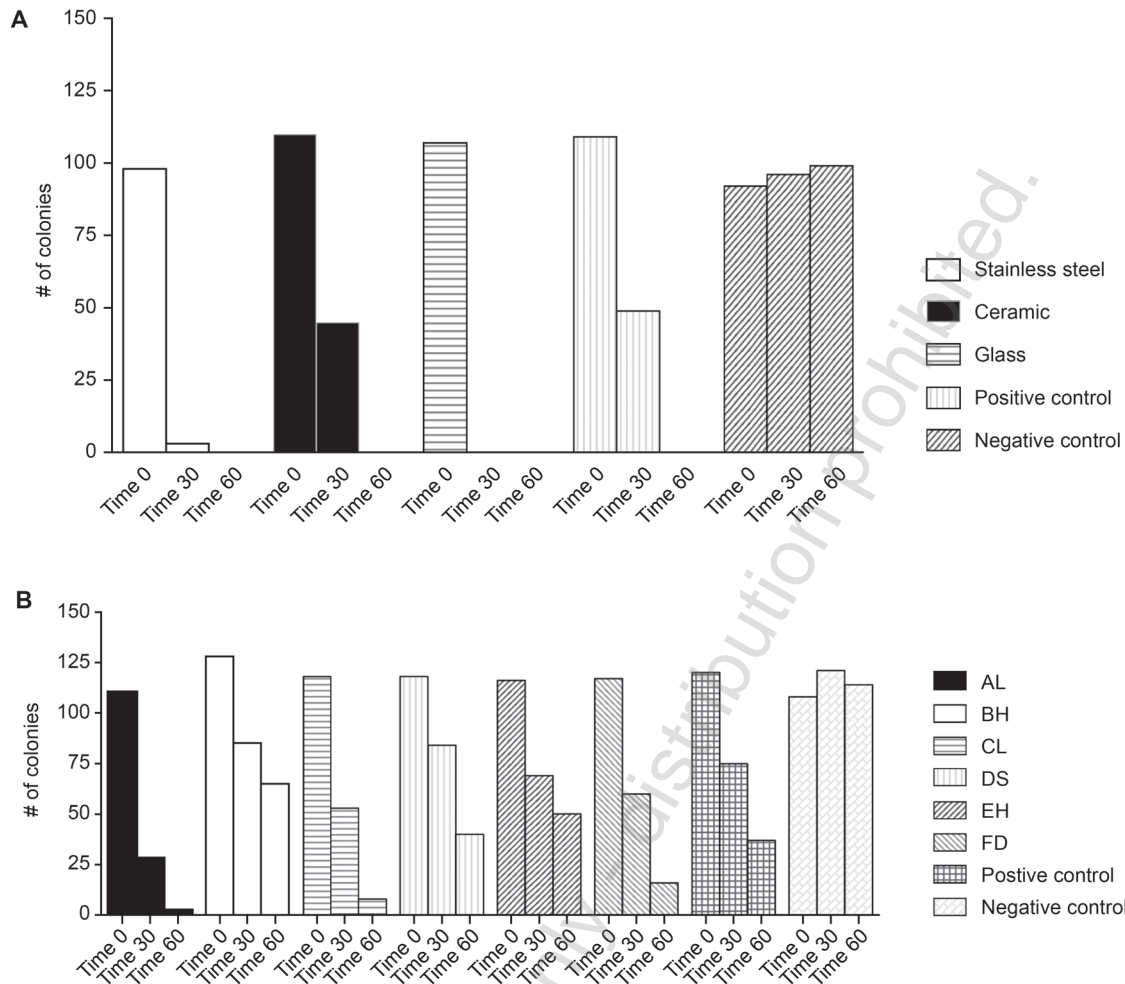 A
150
125
100
75
50
25
0
# of colonies
Time 0 Time 30 Time 60 Time 0 Time 30 Time 60 Time 0 Time 30 Time 60 Time 0 Time 30 Time 60 Time 0 Time 30 Time 60
Stainless steel
Ceramic
Glass
Positive control
Negative control
B
150
125
100
75
50
25
0
# of colonies
Time 0 Time 30 Time 60 Time 0 Time 30 Time 60 Time 0 Time 30 Time 60 Time 0 Time 30 Time 60 Time 0 Time 30 Time 60 Time 0 Time 30 Time 60 Time 0 Time 30 Time 60 Time 0 Time 30 Time 60
AL
BH
CL
DS
EH
FD
Postive control
Negative control
only - distribution prohibited.